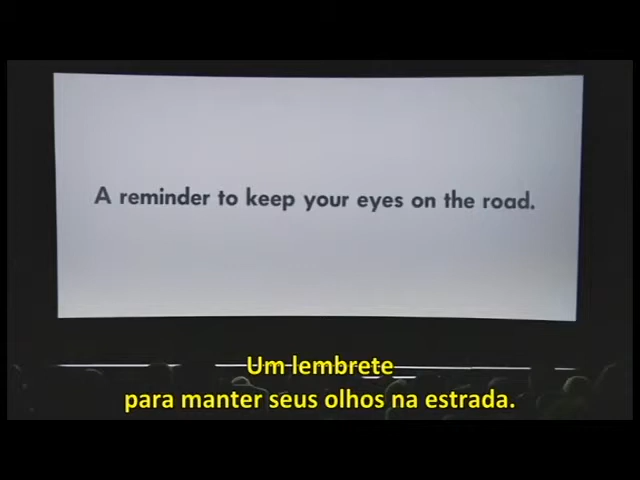 A reminder to keep your eyes on the road.
Um lembrete
para manter seus olhos na estrada.